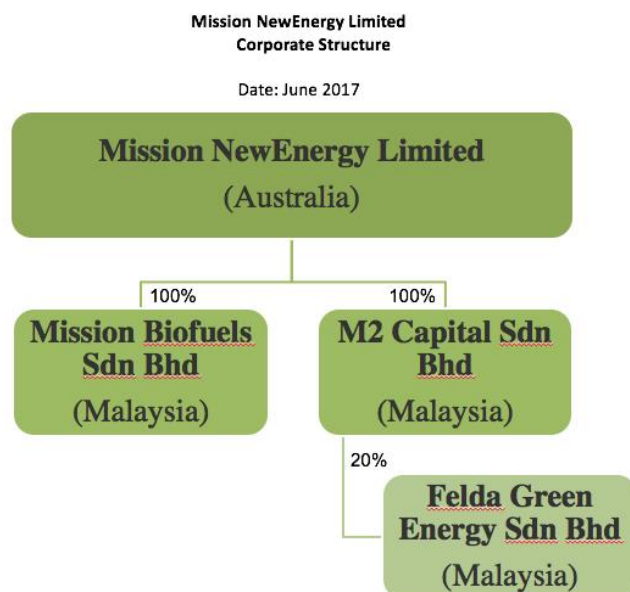 Mission NewEnergy Limited
Corporate Structure
Date: June 2017
Mission NewEnergy Limited
(Australia)
100%
100%
Mission Biofuels
Sdn Bhd
(Malaysia)
M2 Capital Sdn
Bhd
(Malaysia)
20%
Felda Green
Energy Sdn Bhd
(Malaysia)